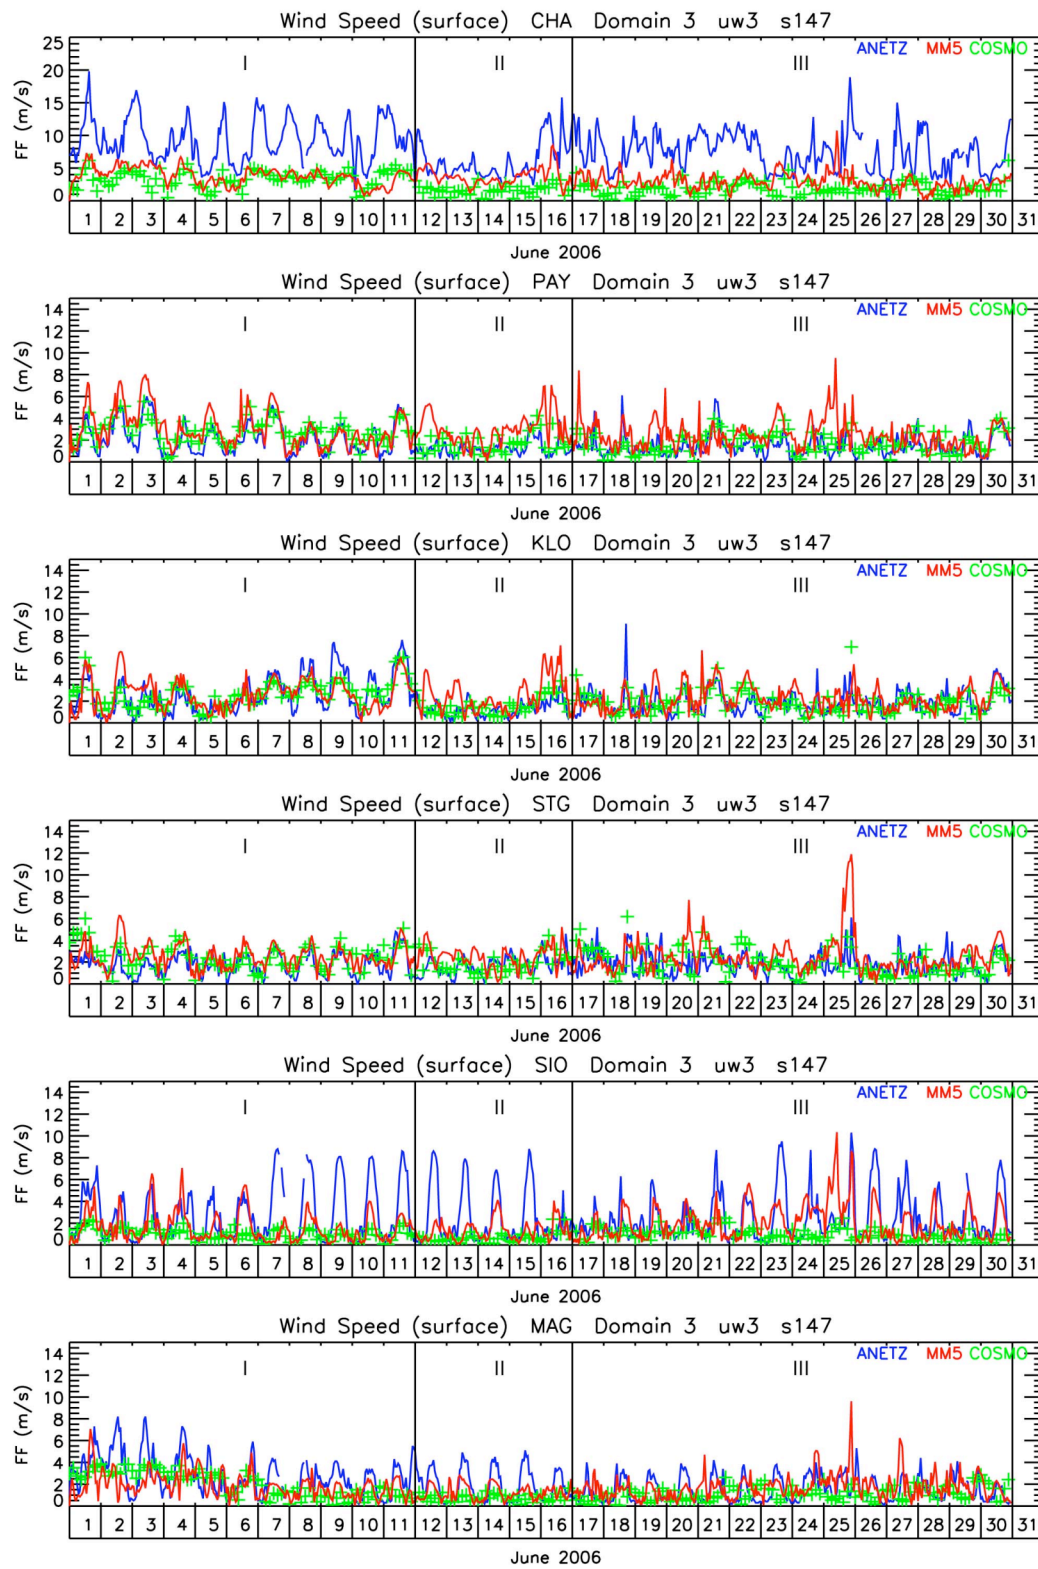 Wind Speed (surface) CHA Domain 3 uw3 s147
ANETZ MM5 COSMO
I II III
25
20
15
10
5
0
FF (m/s)
1 2 3 4 5 6 7 8 9 10 11 12 13 14 15 16 17 18 19 20 21 22 23 24 25 26 27 28 29 30 31
June 2006
Wind Speed (surface) PAY Domain 3 uw3 s147
ANETZ MM5 COSMO
I II III
14
12
10
8
6
4
2
0
FF (m/s)
1 2 3 4 5 6 7 8 9 10 11 12 13 14 15 16 17 18 19 20 21 22 23 24 25 26 27 28 29 30 31
June 2006
Wind Speed (surface) KLO Domain 3 uw3 s147
ANETZ MM5 COSMO
I II III
14
12
10
8
6
4
2
0
FF (m/s)
1 2 3 4 5 6 7 8 9 10 11 12 13 14 15 16 17 18 19 20 21 22 23 24 25 26 27 28 29 30 31
June 2006
Wind Speed (surface) STG Domain 3 uw3 s147
ANETZ MM5 COSMO
I II III
14
12
10
8
6
4
2
0
FF (m/s)
1 2 3 4 5 6 7 8 9 10 11 12 13 14 15 16 17 18 19 20 21 22 23 24 25 26 27 28 29 30 31
June 2006
Wind Speed (surface) SIO Domain 3 uw3 s147
ANETZ MM5 COSMO
I II III
14
12
10
8
6
4
2
0
FF (m/s)
1 2 3 4 5 6 7 8 9 10 11 12 13 14 15 16 17 18 19 20 21 22 23 24 25 26 27 28 29 30 31
June 2006
Wind Speed (surface) MAG Domain 3 uw3 s147
ANETZ MM5 COSMO
I II III
14
12
10
8
6
4
2
0
FF (m/s)
1 2 3 4 5 6 7 8 9 10 11 12 13 14 15 16 17 18 19 20 21 22 23 24 25 26 27 28 29 30 31
June 2006